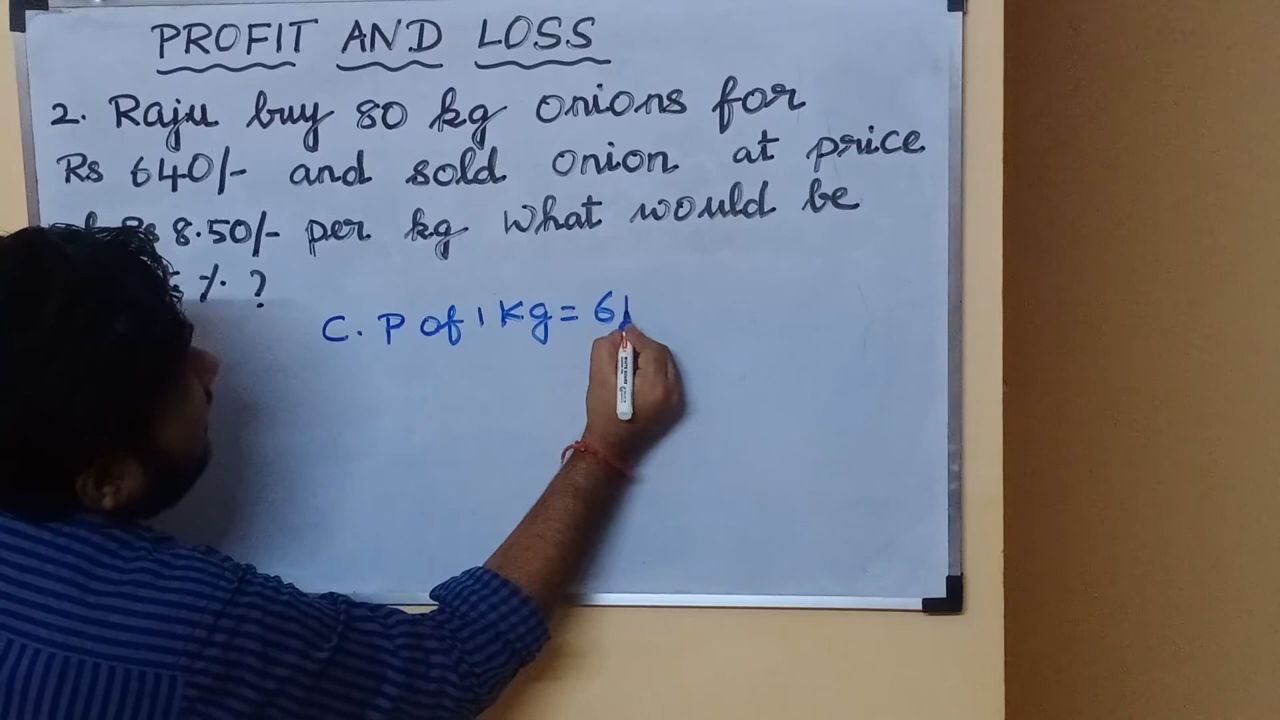 PROFIT AND LOSS
2. Raju buy 80 kg onions for
Rs 640/- and sold onion at price
Rs 8.50/- per kg What would be
% ?
C. P of 1 Kg = 6